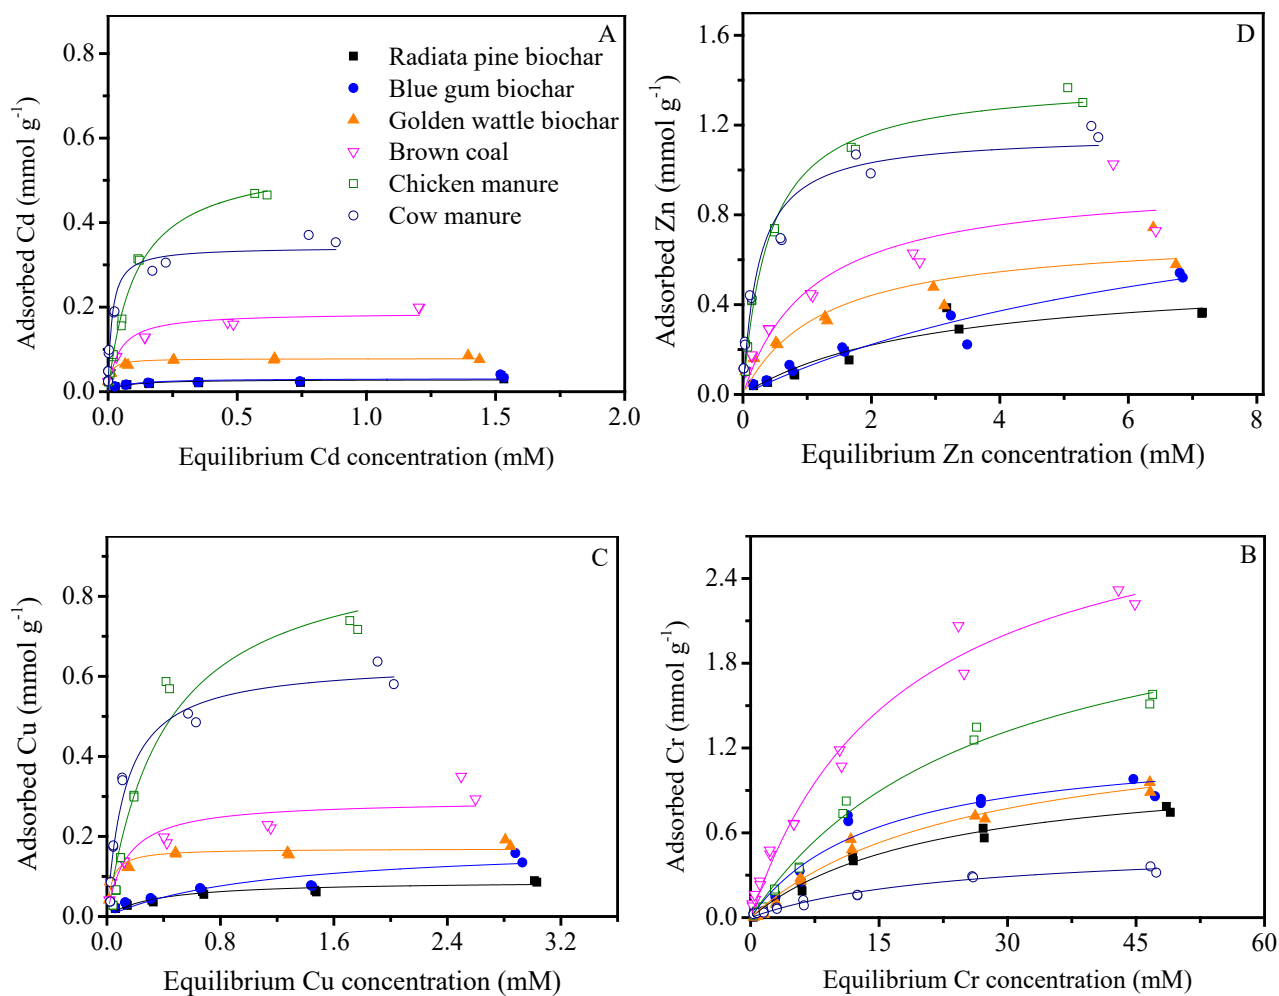 A
Radiata pine biochar
Blue gum biochar
Golden wattle biochar
Brown coal
Chicken manure
Cow manure
0.8
0.6
0.4
0.2
0.0
Adsorbed Cd (mmol g-1)
0.0 0.5 1.0 1.5 2.0
Equilibrium Cd concentration (mM)
D
1.6
1.2
0.8
0.4
0.0
Adsorbed Zn (mmol g-1)
0 2 4 6 8
Equilibrium Zn concentration (mM)
C
0.8
0.6
0.4
0.2
0.0
Adsorbed Cu (mmol g-1)
0.0 0.8 1.6 2.4 3.2
Equilibrium Cu concentration (mM)
B
2.4
1.8
1.2
0.6
0.0
Adsorbed Cr (mmol g-1)
0 15 30 45 60
Equilibrium Cr concentration (mM)